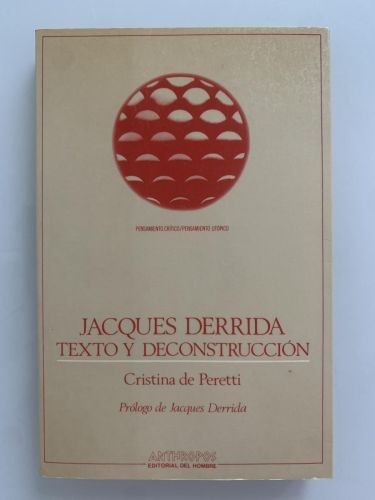 PENSAMIENTO CRÍTICO/PENSAMIENTO UTÓPICO
JACQUES DERRIDA
TEXTO Y DECONSTRUCCIÓN
Cristina de Peretti
Prólogo de Jacques Derrida
ANTHROPOS
EDITORIAL DEL HOMBRE